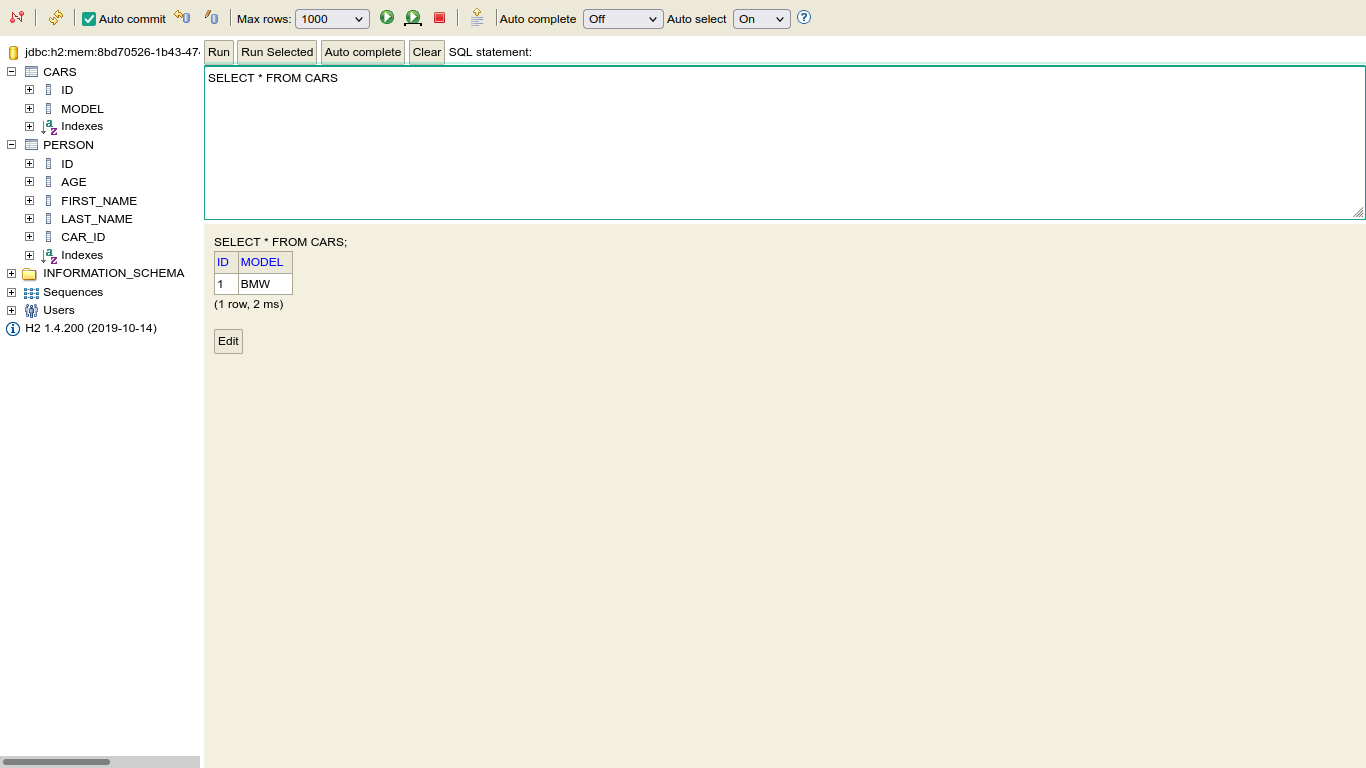 Auto commit Max rows: 1000 Auto complete Off Auto select On
jdbc:h2:mem:8bd70526-1b43-47
CARS
ID
MODEL
Indexes
PERSON
ID
AGE
FIRST_NAME
LAST_NAME
CAR_ID
Indexes
INFORMATION_SCHEMA
Sequences
Users
H2 1.4.200 (2019-10-14)
Run Run Selected Auto complete Clear SQL statement:
SELECT * FROM CARS
SELECT * FROM CARS;
ID MODEL
1 BMW
(1 row, 2 ms)
Edit